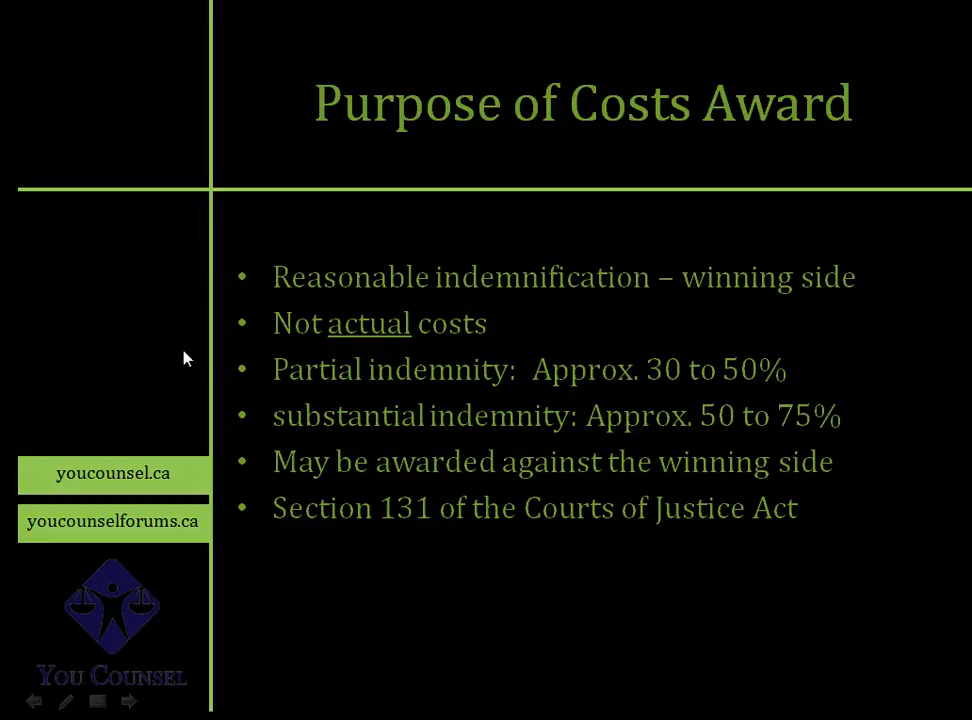 Purpose of Costs Award
• Reasonable indemnification – winning side
• Not actual costs
• Partial indemnity: Approx. 30 to 50%
• substantial indemnity: Approx. 50 to 75%
• May be awarded against the winning side
• Section 131 of the Courts of Justice Act
youcounsel.ca
youcounselforums.ca
YOU COUNSEL